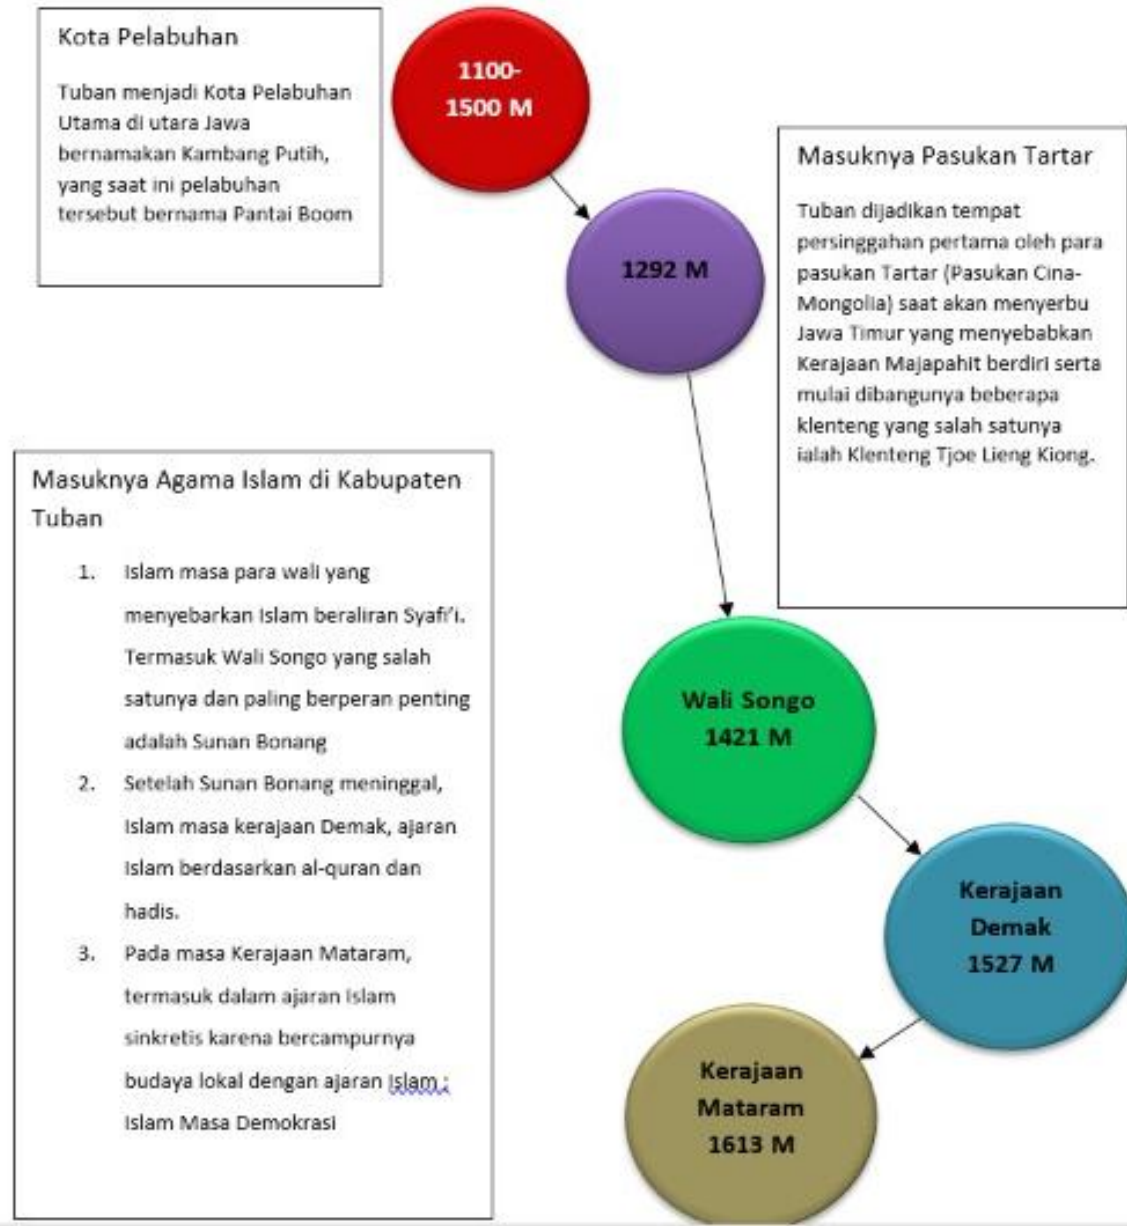 Kota Pelabuhan
Tuban menjadi Kota Pelabuhan
Utama di utara Jawa
bernamakan Kambang Putih,
yang saat ini pelabuhan
tersebut bernama Pantai Boom
1100-
1500 M
Masuknya Pasukan Tartar
Tuban dijadikan tempat
persinggahan pertama oleh para
pasukan Tartar (Pasukan Cina-
Mongolia) saat akan menyerbu
Jawa Timur yang menyebabkan
Kerajaan Majapahit berdiri serta
mulai dibangunya beberapa
klenteng yang salah satunya
ialah Klenteng Tjoe Lieng Kiong.
1292 M
Masuknya Agama Islam di Kabupaten
Tuban
1. Islam masa para wali yang
menyebarkan Islam beraliran Syafi'i.
Termasuk Wali Songo yang salah
satunya dan paling berperan penting
adalah Sunan Bonang
2. Setelah Sunan Bonang meninggal,
Islam masa kerajaan Demak, ajaran
Islam berdasarkan al-quran dan
hadis.
3. Pada masa Kerajaan Mataram,
termasuk dalam ajaran Islam
sinkretis karena bercampurnya
budaya lokal dengan ajaran Islam ;
Islam Masa Demokrasi
Wali Songo
1421 M
Kerajaan
Demak
1527 M
Kerajaan
Mataram
1613 M